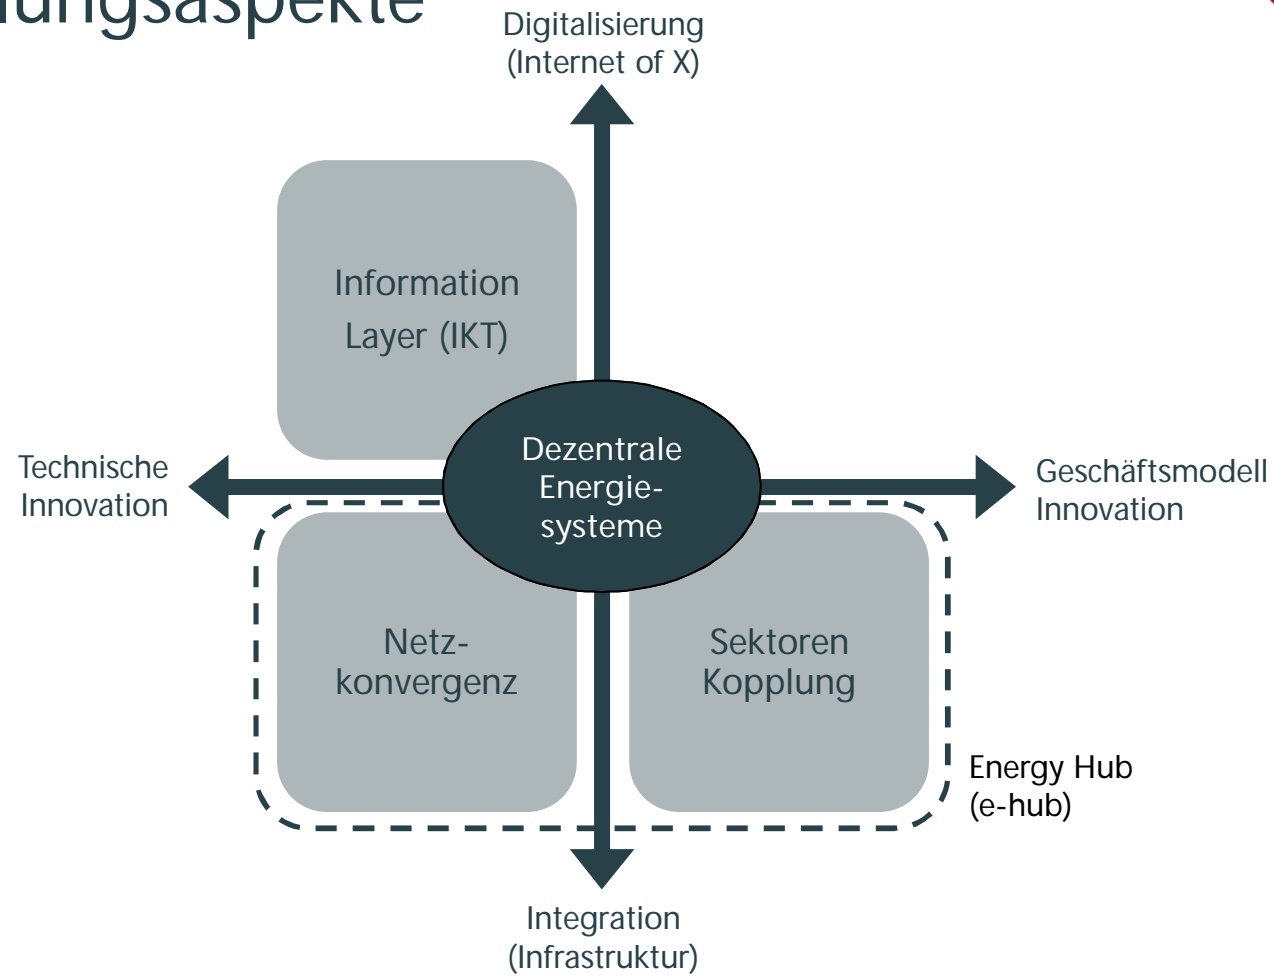 ungsaspekte
Digitalisierung
(Internet of X)
Information
Layer (IKT)
Dezentrale
Energie-
systeme
Technische
Innovation
Geschäftsmodell
Innovation
Netz-
konvergenz
Sektoren
Kopplung
Energy Hub
(e-hub)
Integration
(Infrastruktur)